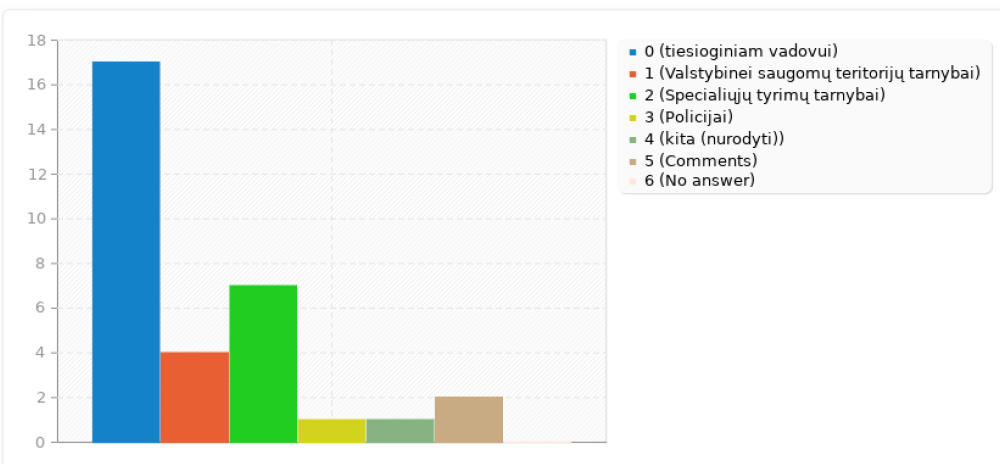 18
16
14
12
10
8
6
4
2
0
0 (tiesioginiam vadovui)
1 (Valstybinei saugomų teritorijų tarnybai)
2 (Specialiųjų tyrimų tarnybai)
3 (Policijai)
4 (kita (nurodyti))
5 (Comments)
6 (No answer)